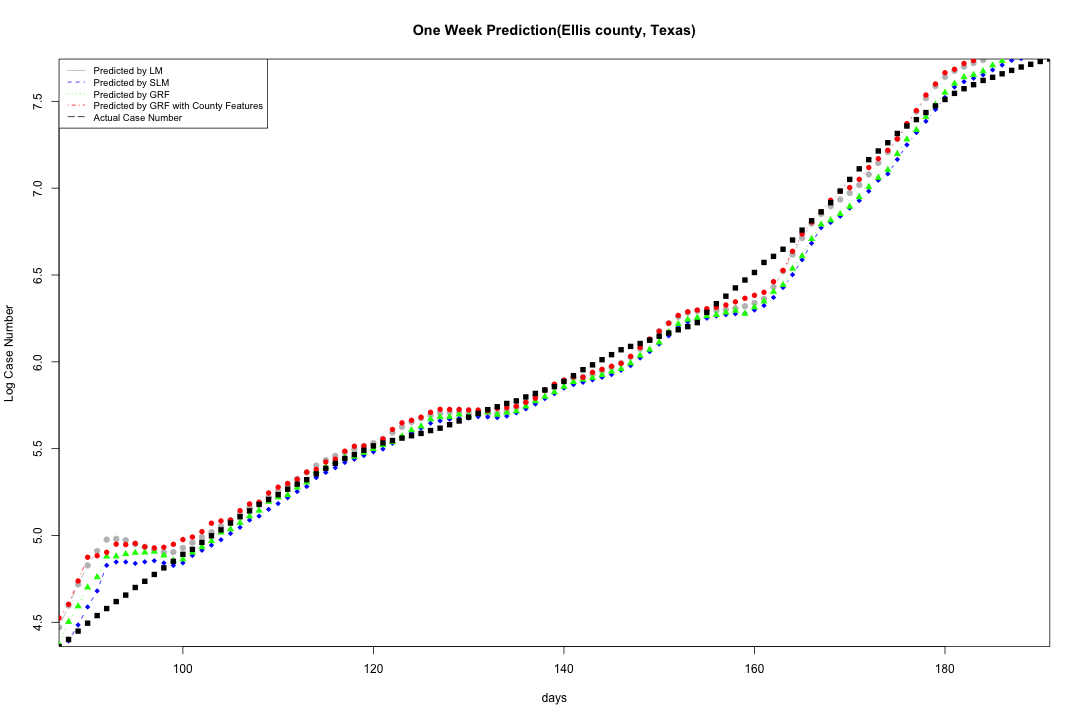 One Week Prediction(Ellis county, Texas)
Predicted by LM
Predicted by SLM
Predicted by GRF
Predicted by GRF with County Features
Actual Case Number
7.5
7.0
6.5
6.0
5.5
5.0
4.5
Log Case Number
100
120
140
160
180
days